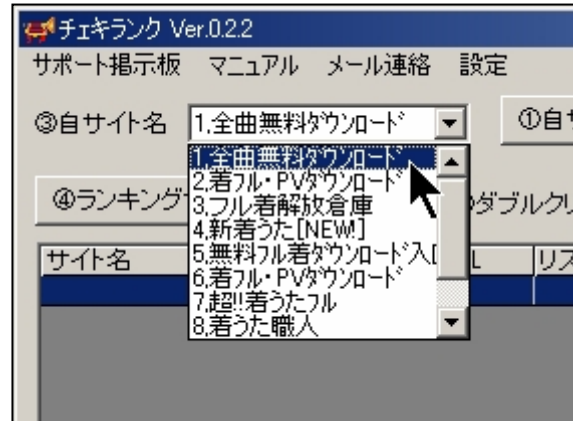 チェキランク Ver.0.2.2
サポート掲示板 マニュアル メール連絡 設定
③自サイト名 1.全曲無料ﾀﾞｳﾝﾛｰﾄﾞ ①自サ
1.全曲無料ﾀﾞｳﾝﾛｰﾄﾞ
2.着ﾌﾙ・PVﾀﾞｳﾝﾛｰﾄﾞ
④ランキング ダブルクリ
3.フル着解放倉庫
4.新着うた[NEW!]
5.無料ﾌﾙ着ﾀﾞｳﾝﾛｰﾄﾞ入[
サイト名 L リス
6.着ﾌﾙ・PVﾀﾞｳﾝﾛｰﾄﾞ
7.超!!着うたﾌﾙ
8.着うた職人